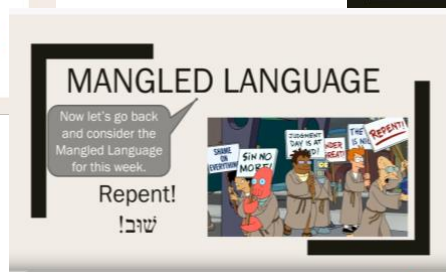 MANGLED LANGUAGE
Now let's go back
and consider the
Mangled Language
for this week.
Repent!
שׁוּב!
SHAME
ON
EVERYTHING
SIN NO
MORE!
JUDGMENT
DAY IS AT
THE
REPENT!